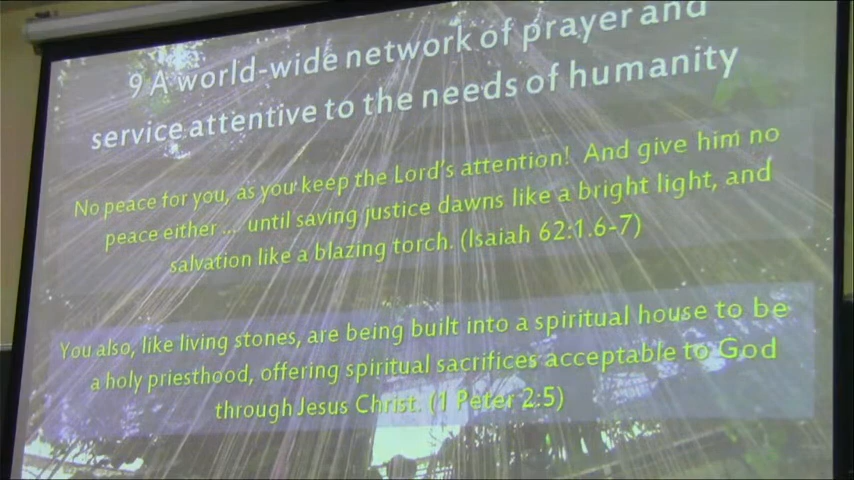 9 A world-wide network of prayer and
service attentive to the needs of humanity
No peace for you, as you keep the Lord's attention! And give him no
peace either ... until saving justice dawns like a bright light, and
salvation like a blazing torch. (Isaiah 62:1.6-7)
You also, like living stones, are being built into a spiritual house to be
a holy priesthood, offering spiritual sacrifices acceptable to God
through Jesus Christ. (1 Peter 2:5)